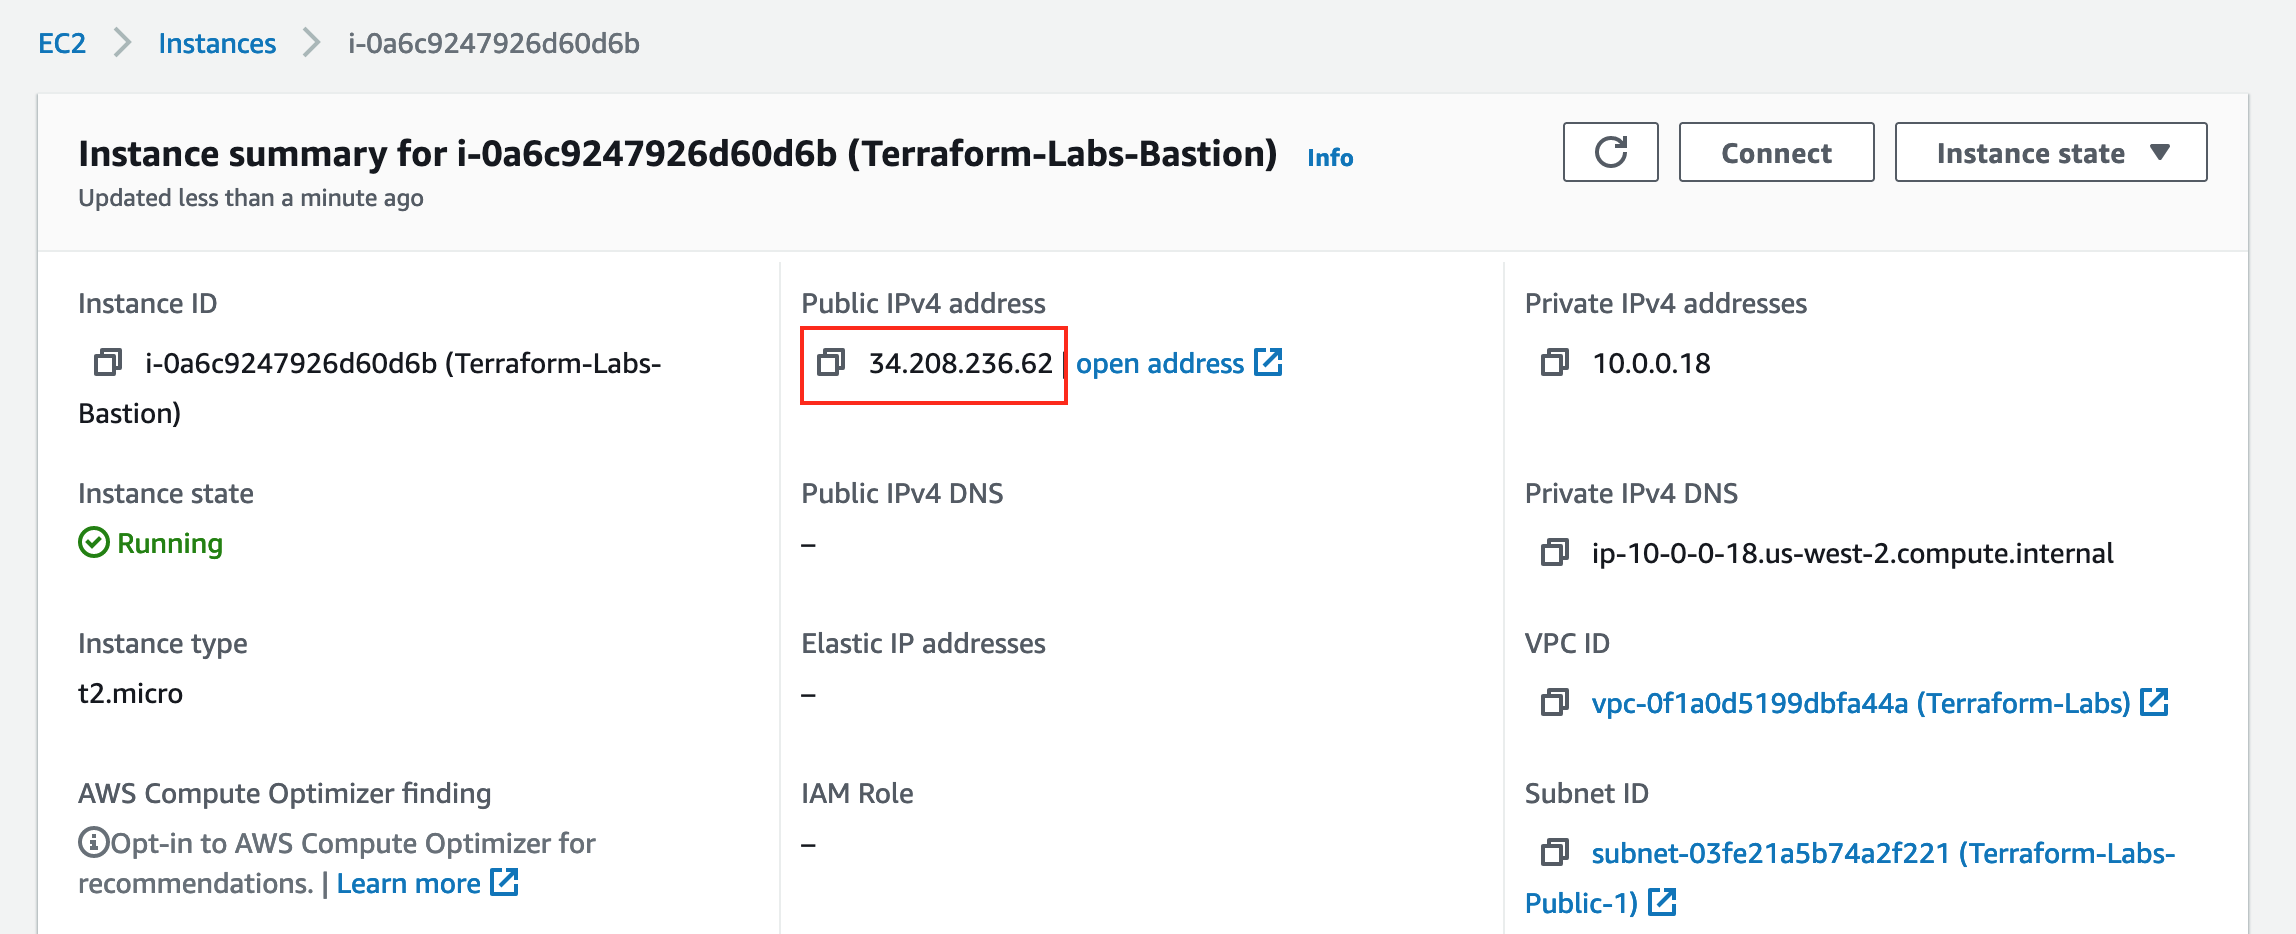 EC2 > Instances > i-0a6c9247926d60d6b
Instance summary for i-0a6c9247926d60d6b (Terraform-Labs-Bastion) Info
Updated less than a minute ago
Connect
Instance state
Instance ID
i-0a6c9247926d60d6b (Terraform-Labs-
Bastion)
Public IPv4 address
34.208.236.62 | open address
Private IPv4 addresses
10.0.0.18
Instance state
Running
Public IPv4 DNS
–
Private IPv4 DNS
ip-10-0-0-18.us-west-2.compute.internal
Instance type
t2.micro
Elastic IP addresses
–
VPC ID
vpc-0f1a0d5199dbfa44a (Terraform-Labs)
AWS Compute Optimizer finding
Opt-in to AWS Compute Optimizer for
recommendations. | Learn more
IAM Role
–
Subnet ID
subnet-03fe21a5b74a2f221 (Terraform-Labs-
Public-1)